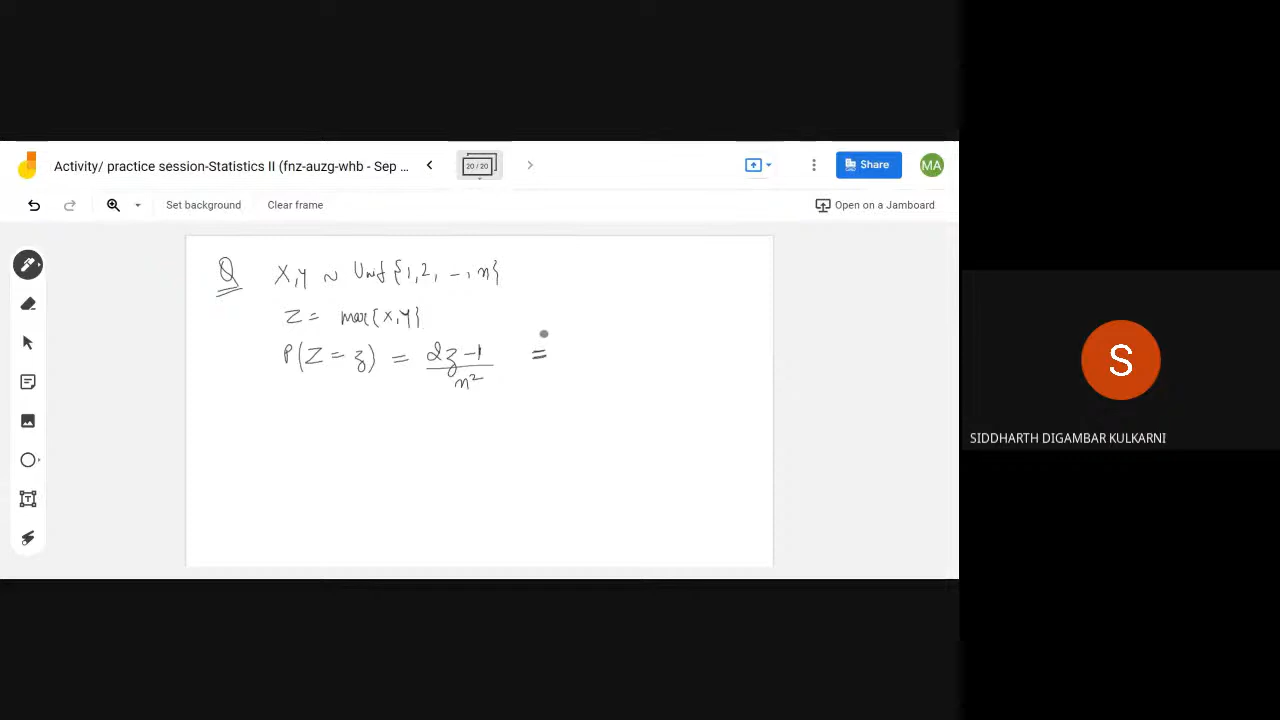 Activity/ practice session-Statistics II (fnz-auzg-whb - Sep ...
20 / 20
Share
MA
Set background
Clear frame
Open on a Jamboard
Q X,Y ~ Unif {1,2, -, n}
Z = max{X,Y}
P(Z = z) = 2z-1/n² =
S
SIDDHARTH DIGAMBAR KULKARNI